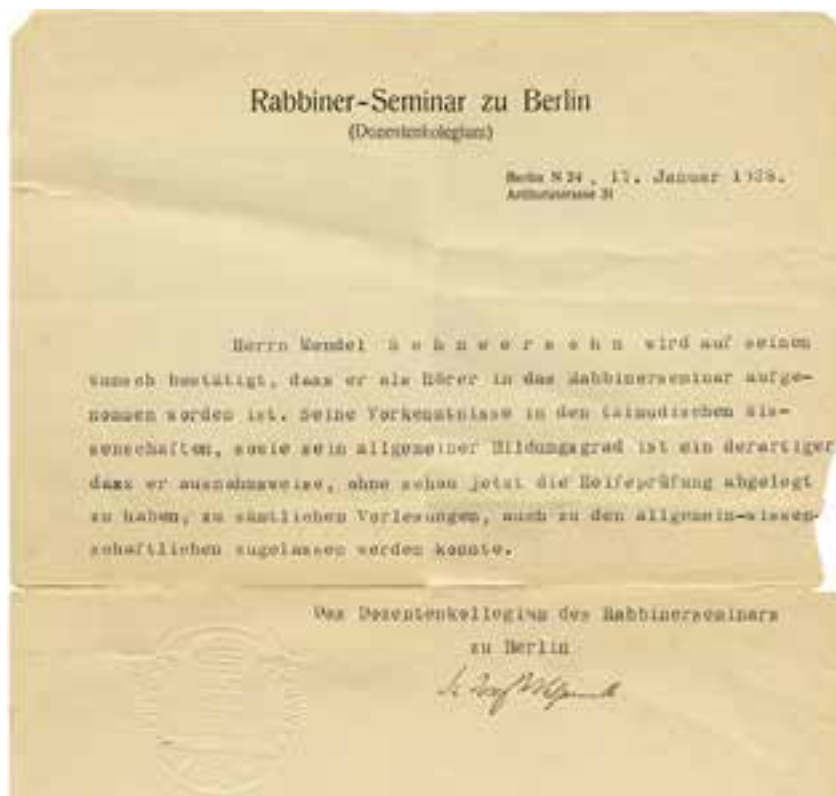 Rabbiner-Seminar zu Berlin
(Dozentenkolegium)
Berlin N 24, 17. Januar 1928.
Artilleriestrasse 31
Herrn Mendel S c h n e e r s o h n wird auf seinen
Wunsch bestätigt, dass er als Hörer in das Rabbinerseminar aufge-
nommen worden ist. Seine Vorkenntnisse in den talmudischen Wis-
senschaften, sowie sein allgemeiner Bildungsgrad ist ein derartiger
dass er ausnahmsweise, ohne schon jetzt die Reifeprüfung abgelegt
zu haben, zu sämtlichen Vorlesungen, auch zu den allgemein-wissen-
schaftlichen zugelassen werden konnte.
Das Dozentenkollegium des Rabbinerseminars
zu Berlin